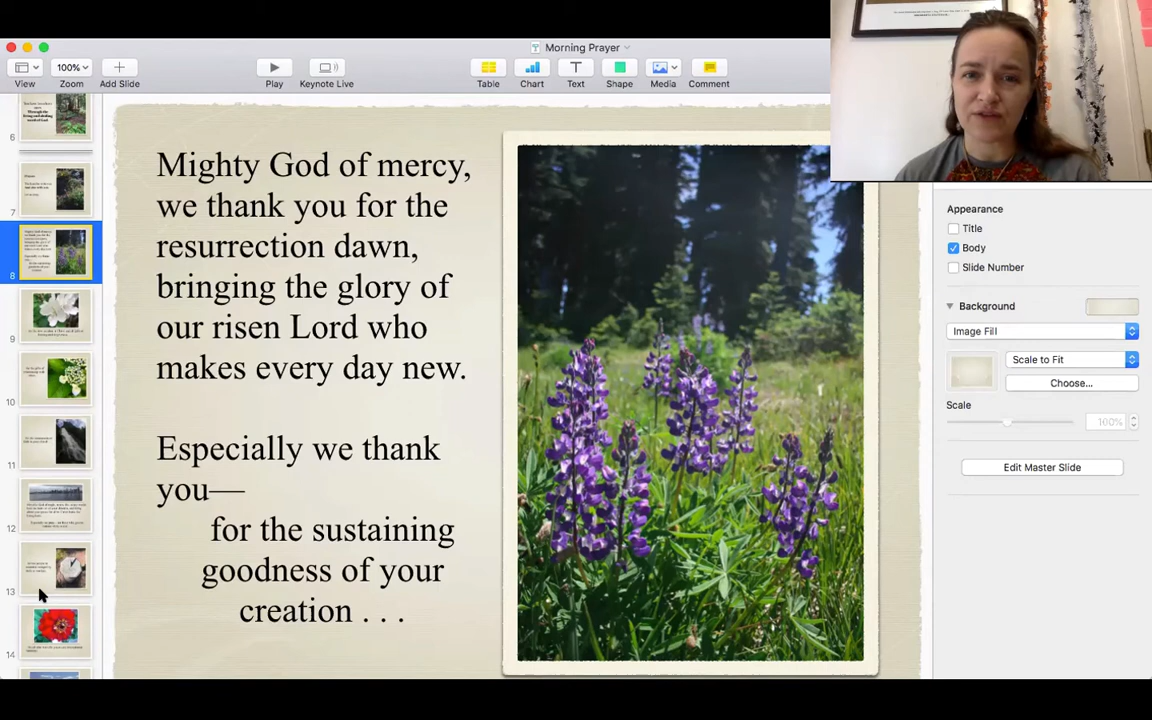 Morning Prayer
100%
View
Zoom
Add Slide
Play
Keynote Live
Table
Chart
Text
Shape
Media
Comment
6
7
8
9
10
11
12
13
14
Mighty God of mercy,
we thank you for the
resurrection dawn,
bringing the glory of
our risen Lord who
makes every day new.
Especially we thank
you—
for the sustaining
goodness of your
creation . . .
Appearance
Title
Body
Slide Number
Background
Image Fill
Scale to Fit
Choose...
Scale
100%
Edit Master Slide